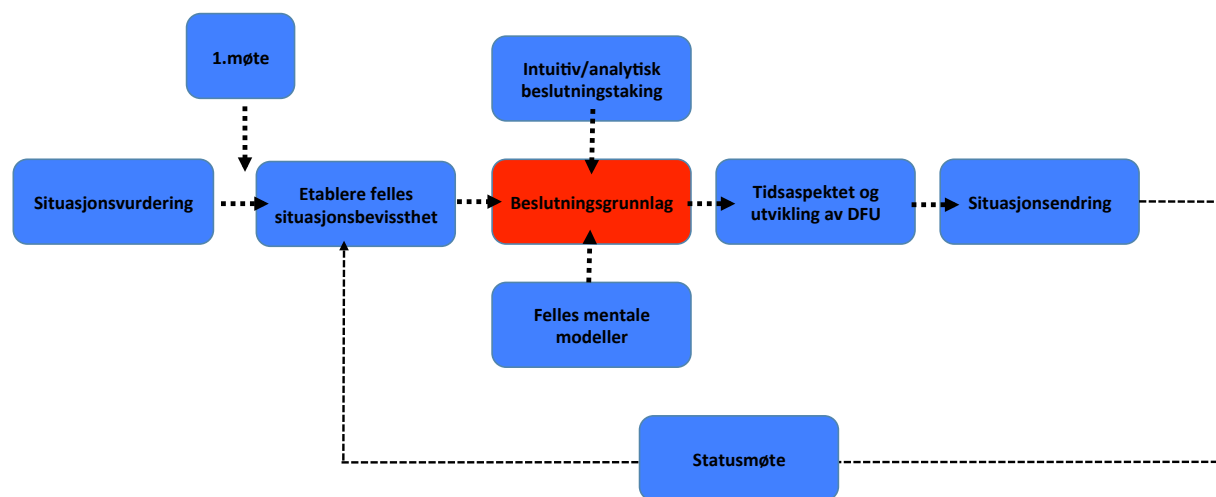 1.møte
Intuitiv/analytisk
beslutningstaking
Situasjonsvurdering
Etablere felles
situasjonsbevissthet
Beslutningsgrunnlag
Tidsaspektet og
utvikling av DFU
Situasjonsendring
Felles mentale
modeller
Statusmøte